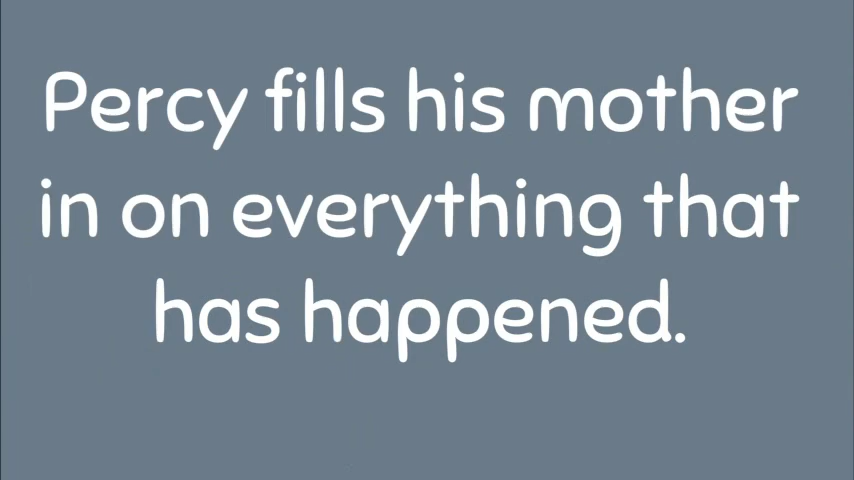 Percy fills his mother
in on everything that
has happened.